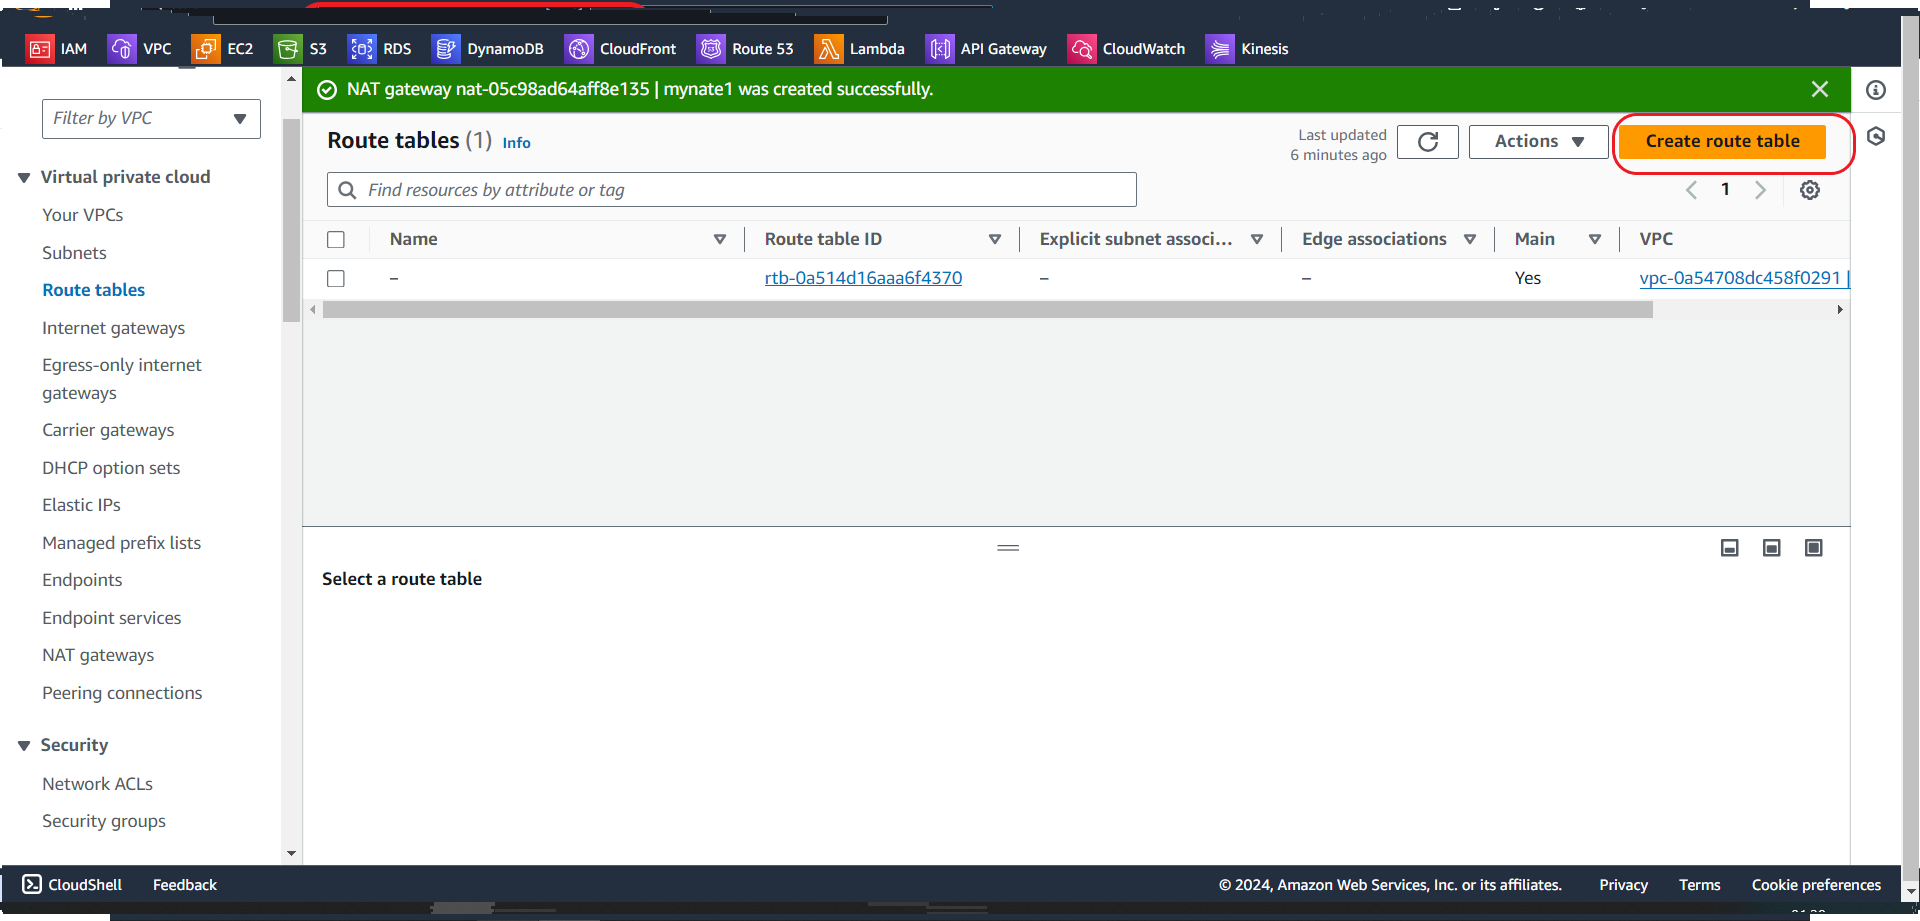 IAM VPC EC2 S3 RDS DynamoDB CloudFront Route 53 Lambda API Gateway CloudWatch Kinesis
NAT gateway nat-05c98ad64aff8e135 | mynate1 was created successfully.
Filter by VPC
Virtual private cloud
Your VPCs
Subnets
Route tables
Internet gateways
Egress-only internet
gateways
Carrier gateways
DHCP option sets
Elastic IPs
Managed prefix lists
Endpoints
Endpoint services
NAT gateways
Peering connections
Security
Network ACLs
Security groups
Route tables (1) Info
Last updated
6 minutes ago
Actions
Create route table
Find resources by attribute or tag
1
Name Route table ID Explicit subnet associ... Edge associations Main VPC
– rtb-0a514d16aaa6f4370 – – Yes vpc-0a54708dc458f0291 |
Select a route table
CloudShell Feedback © 2024, Amazon Web Services, Inc. or its affiliates. Privacy Terms Cookie preferences